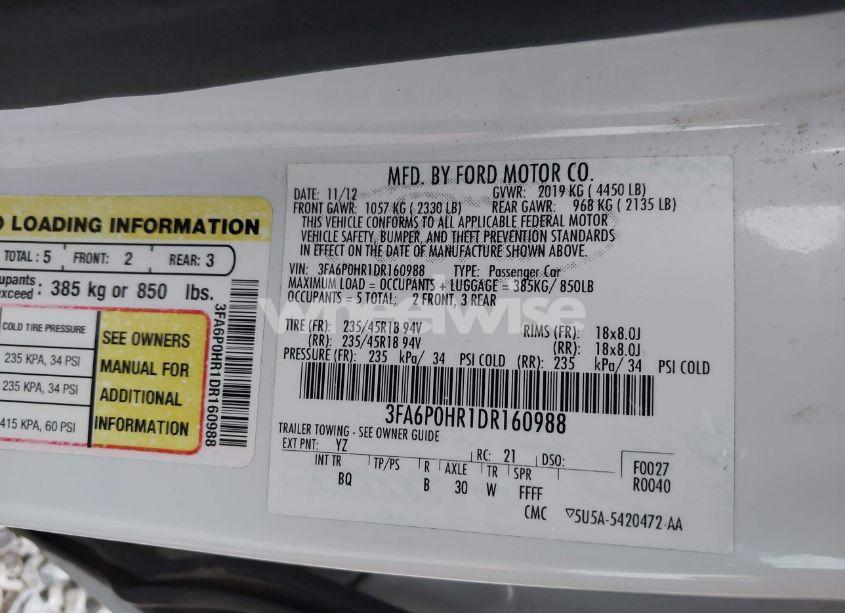 O LOADING INFORMATION
TOTAL : 5 FRONT: 2 REAR: 3
upants
xceed: 385 kg or 850 lbs.
COLD TIRE PRESSURE
235 KPA, 34 PSI
235 KPA, 34 PSI
415 KPA, 60 PSI
SEE OWNERS
MANUAL FOR
ADDITIONAL
INFORMATION
3FA6P0HR1DR160988
MFD. BY FORD MOTOR CO.
DATE: 11/12 GVWR: 2019 KG ( 4450 LB)
FRONT GAWR: 1057 KG ( 2330 LB) REAR GAWR: 968 KG ( 2135 LB)
THIS VEHICLE CONFORMS TO ALL APPLICABLE FEDERAL MOTOR
VEHICLE SAFETY, BUMPER, AND THEFT PREVENTION STANDARDS
IN EFFECT ON THE DATE OF MANUFACTURE SHOWN ABOVE.
VIN: 3FA6P0HR1DR160988 TYPE: Passenger Car
MAXIMUM LOAD = OCCUPANTS + LUGGAGE = 385KG/ 850LB
OCCUPANTS = 5 TOTAL; 2 FRONT, 3 REAR
wheelwise
TIRE (FR): 235/45R18 94V RIMS (FR): 18x8.0J
(RR): 235/45R18 94V (RR): 18x8.0J
PRESSURE (FR): 235 kPa/ 34 PSI COLD (RR): 235 kPa/ 34 PSI COLD
3FA6P0HR1DR160988
TRAILER TOWING - SEE OWNER GUIDE
EXT PNT: YZ RC: 21 DSO: F0027
R0040
INT TR TP/PS R AXLE TR SPR
BQ B 30 W FFFF
CMC ▽5U5A-5420472-AA